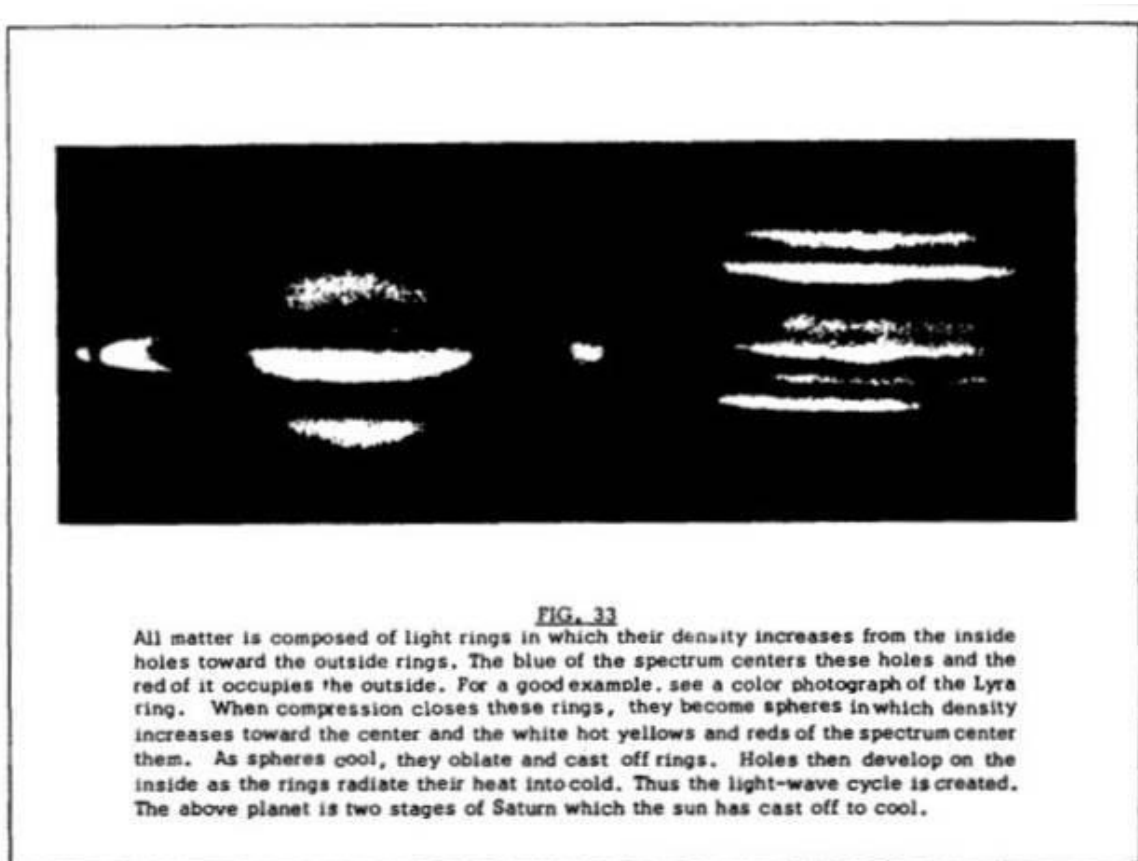 FIG. 33
All matter is composed of light rings in which their density increases from the inside
holes toward the outside rings. The blue of the spectrum centers these holes and the
red of it occupies the outside. For a good example, see a color photograph of the Lyra
ring. When compression closes these rings, they become spheres in which density
increases toward the center and the white hot yellows and reds of the spectrum center
them. As spheres cool, they oblate and cast off rings. Holes then develop on the
inside as the rings radiate their heat into cold. Thus the light-wave cycle is created.
The above planet is two stages of Saturn which the sun has cast off to cool.